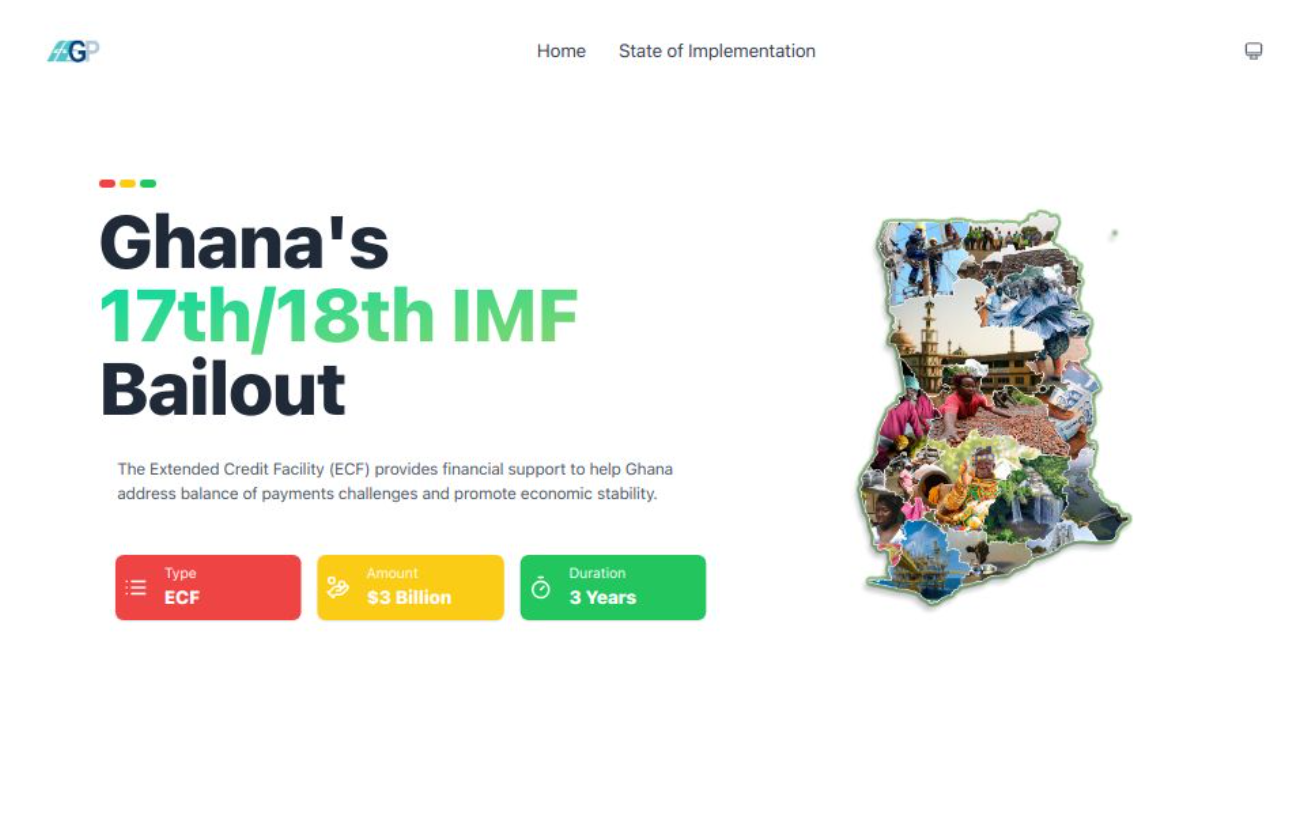 GP
Home
State of Implementation
Ghana's
17th/18th IMF
Bailout
The Extended Credit Facility (ECF) provides financial support to help Ghana
address balance of payments challenges and promote economic stability.
Type
ECF
Amount
$3 Billion
Duration
3 Years